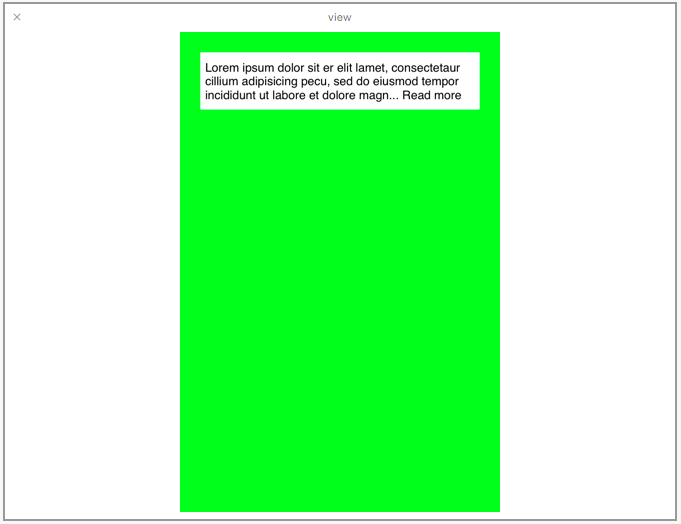 view
Lorem ipsum dolor sit er elit lamet, consectetaur
cillium adipisicing pecu, sed do eiusmod tempor
incididunt ut labore et dolore magn... Read more